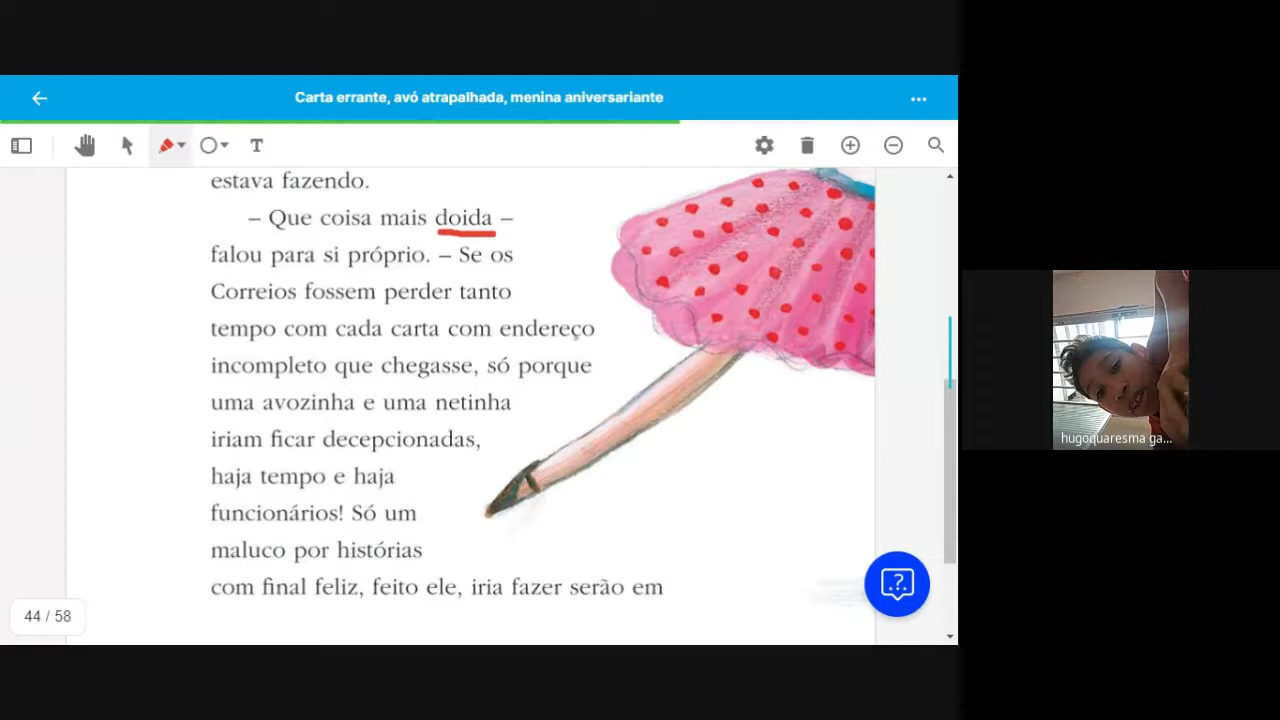 Carta errante, avó atrapalhada, menina aniversariante
T
estava fazendo.
– Que coisa mais doida –
falou para si próprio. – Se os
Correios fossem perder tanto
tempo com cada carta com endereço
incompleto que chegasse, só porque
uma avozinha e uma netinha
iriam ficar decepcionadas,
haja tempo e haja
funcionários! Só um
maluco por histórias
com final feliz, feito ele, iria fazer serão em
44 / 58
hugoquaresma ga...